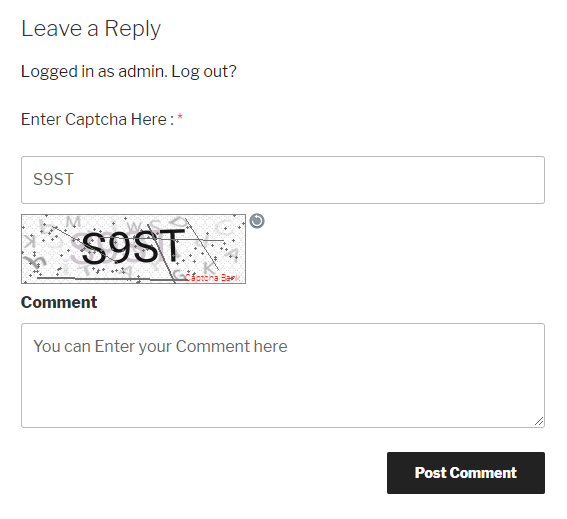 Leave a Reply
Logged in as admin. Log out?
Enter Captcha Here : *
S9ST
S9ST
Captcha Bank
Comment
You can Enter your Comment here
Post Comment